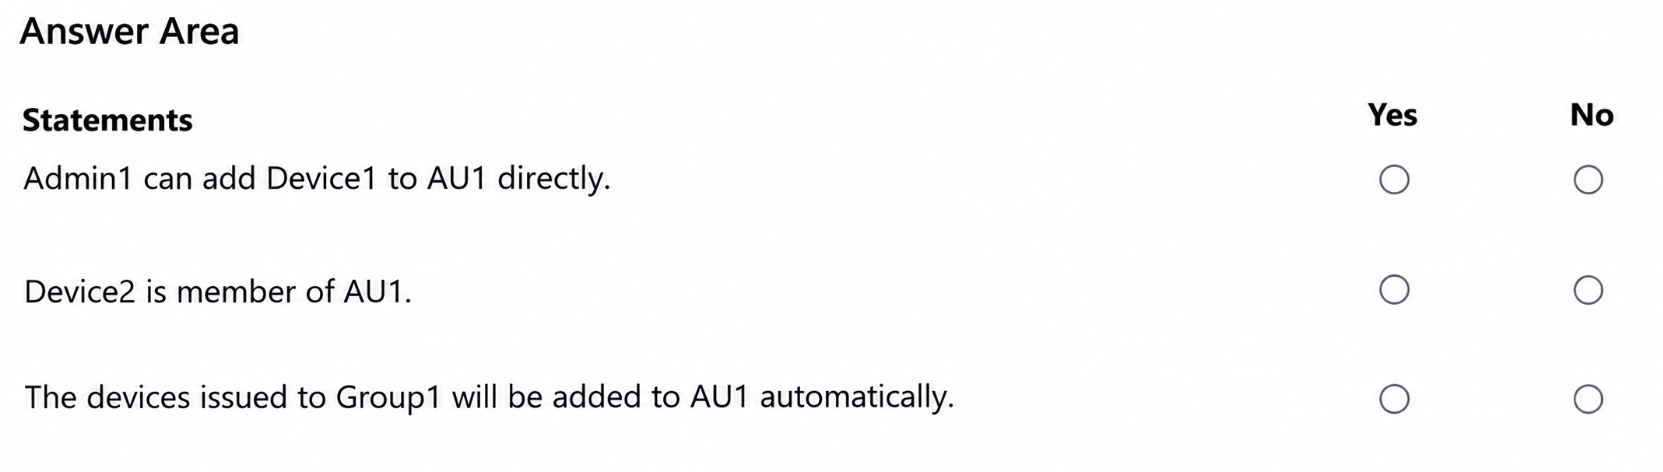 Answer Area
Statements Yes No
Admin1 can add Device1 to AU1 directly.
Device2 is member of AU1.
The devices issued to Group1 will be added to AU1 automatically.